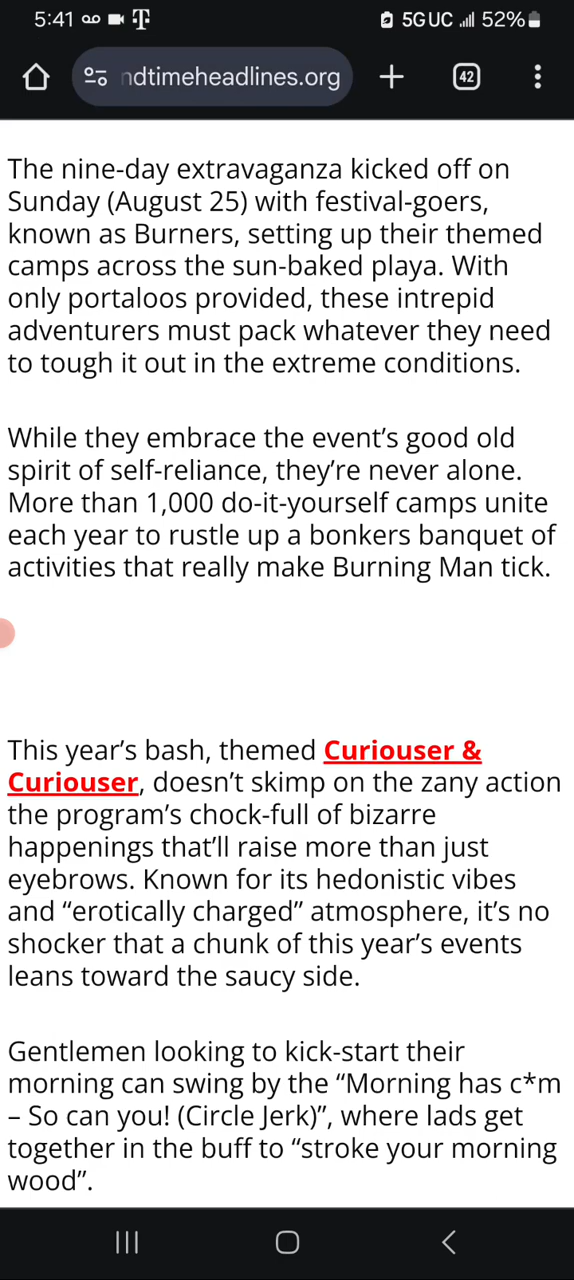 5:41
5G UC 52%
ndtimeheadlines.org
42
The nine-day extravaganza kicked off on
Sunday (August 25) with festival-goers,
known as Burners, setting up their themed
camps across the sun-baked playa. With
only portaloos provided, these intrepid
adventurers must pack whatever they need
to tough it out in the extreme conditions.
While they embrace the event’s good old
spirit of self-reliance, they’re never alone.
More than 1,000 do-it-yourself camps unite
each year to rustle up a bonkers banquet of
activities that really make Burning Man tick.
This year’s bash, themed Curiouser &
Curiouser, doesn’t skimp on the zany action
the program’s chock-full of bizarre
happenings that’ll raise more than just
eyebrows. Known for its hedonistic vibes
and “erotically charged” atmosphere, it’s no
shocker that a chunk of this year’s events
leans toward the saucy side.
Gentlemen looking to kick-start their
morning can swing by the “Morning has c*m
– So can you! (Circle Jerk)”, where lads get
together in the buff to “stroke your morning
wood”.